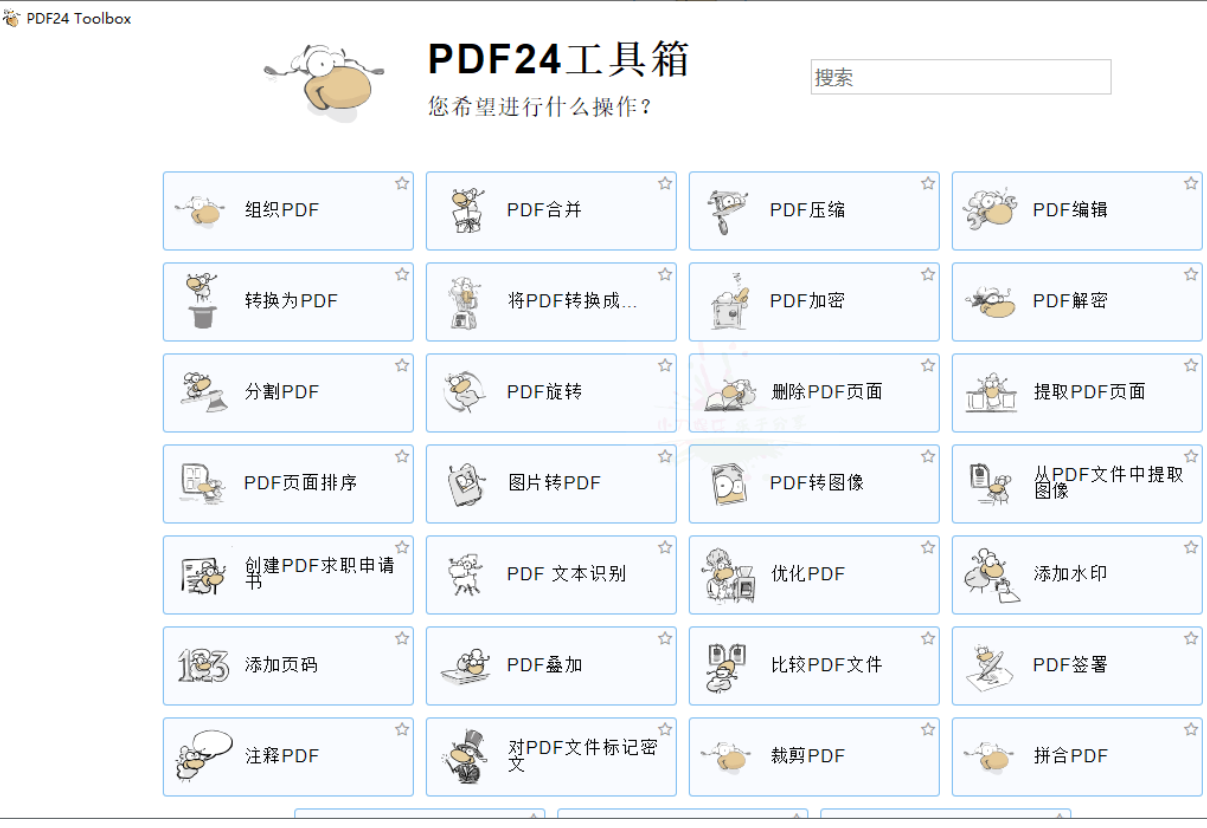 PDF24 Toolbox
PDF24工具箱
您希望进行什么操作？
搜索
组织PDF
PDF合并
PDF压缩
PDF编辑
转换为PDF
将PDF转换成...
PDF加密
PDF解密
分割PDF
PDF旋转
删除PDF页面
提取PDF页面
PDF页面排序
图片转PDF
PDF转图像
从PDF文件中提取
图像
创建PDF求职申请
书
PDF 文本识别
优化PDF
添加水印
添加页码
PDF叠加
比较PDF文件
PDF签署
注释PDF
对PDF文件标记密
文
裁剪PDF
拼合PDF